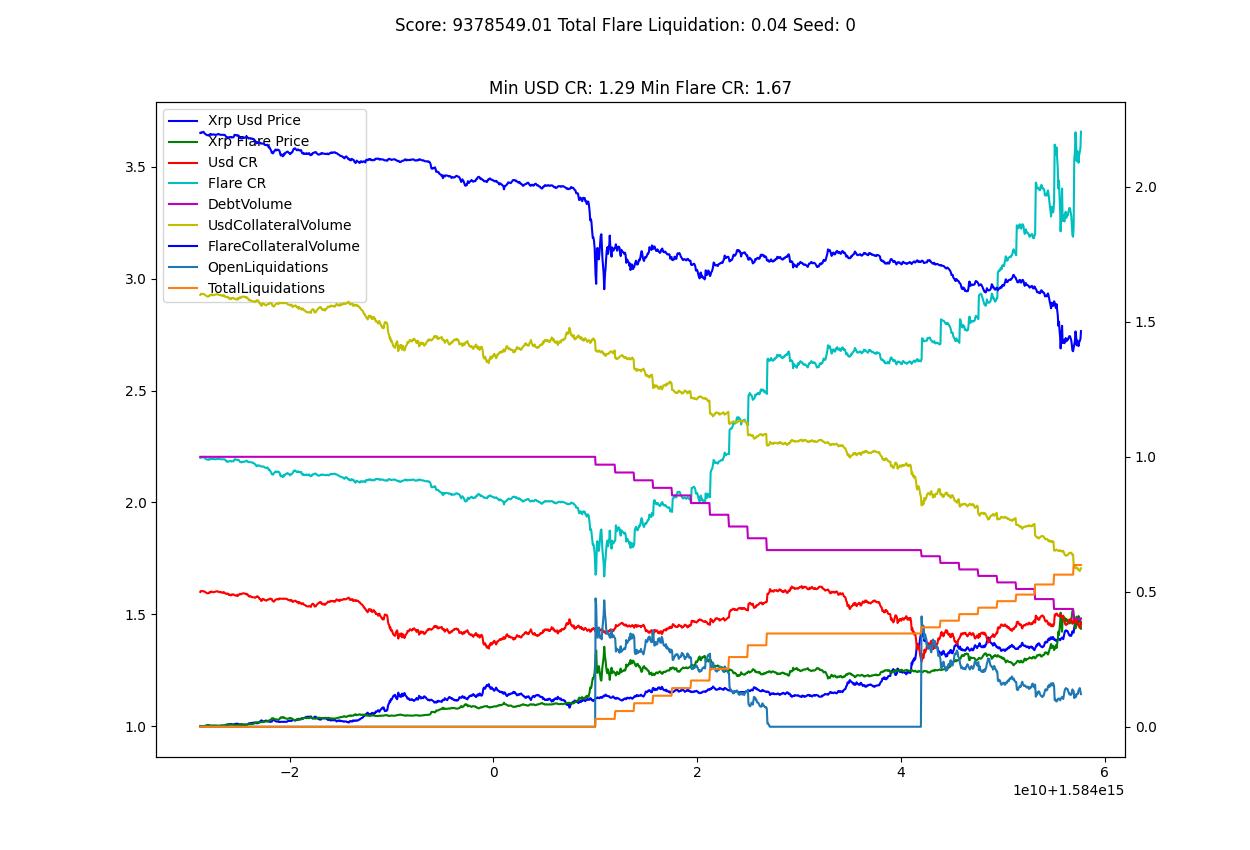 Score: 9378549.01 Total Flare Liquidation: 0.04 Seed: 0
Min USD CR: 1.29 Min Flare CR: 1.67
Xrp Usd Price
Xrp Flare Price
Usd CR
Flare CR
DebtVolume
UsdCollateralVolume
FlareCollateralVolume
OpenLiquidations
TotalLiquidations
3.5
3.0
2.5
2.0
1.5
1.0
2.0
1.5
1.0
0.5
0.0
−2 0 2 4 6
1e10+1.584e15